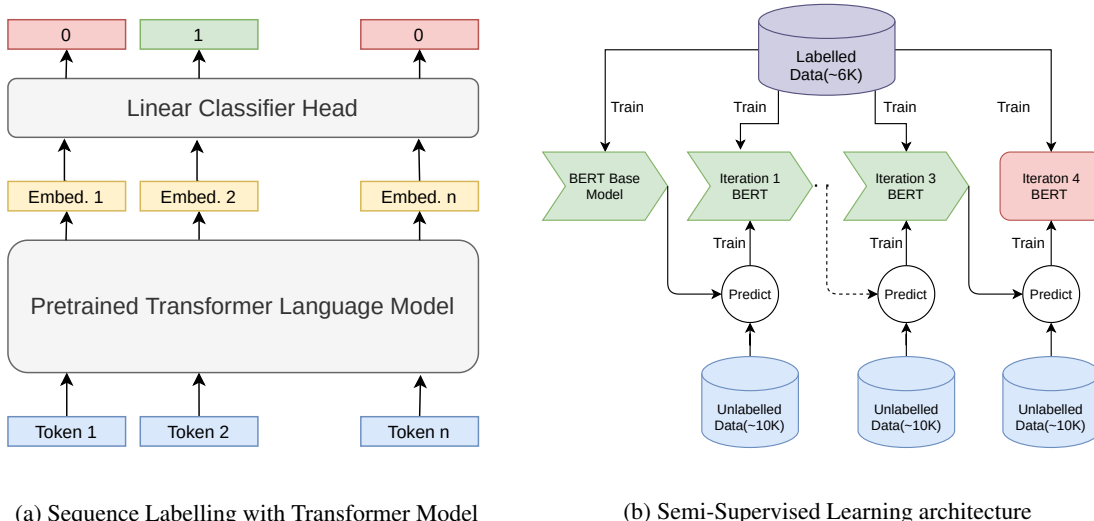 0
1
0
Linear Classifier Head
Embed. 1
Embed. 2
Embed. n
Pretrained Transformer Language Model
Token 1
Token 2
Token n
(a) Sequence Labelling with Transformer Model
Labelled
Data(~6K)
Train
Train
Train
Train
BERT Base
Model
Iteration 1
BERT
Iteration 3
BERT
Iteraton 4
BERT
Train
Train
Train
Predict
Predict
Predict
Unlabelled
Data(~10K)
Unlabelled
Data(~10K)
Unlabelled
Data(~10K)
(b) Semi-Supervised Learning architecture